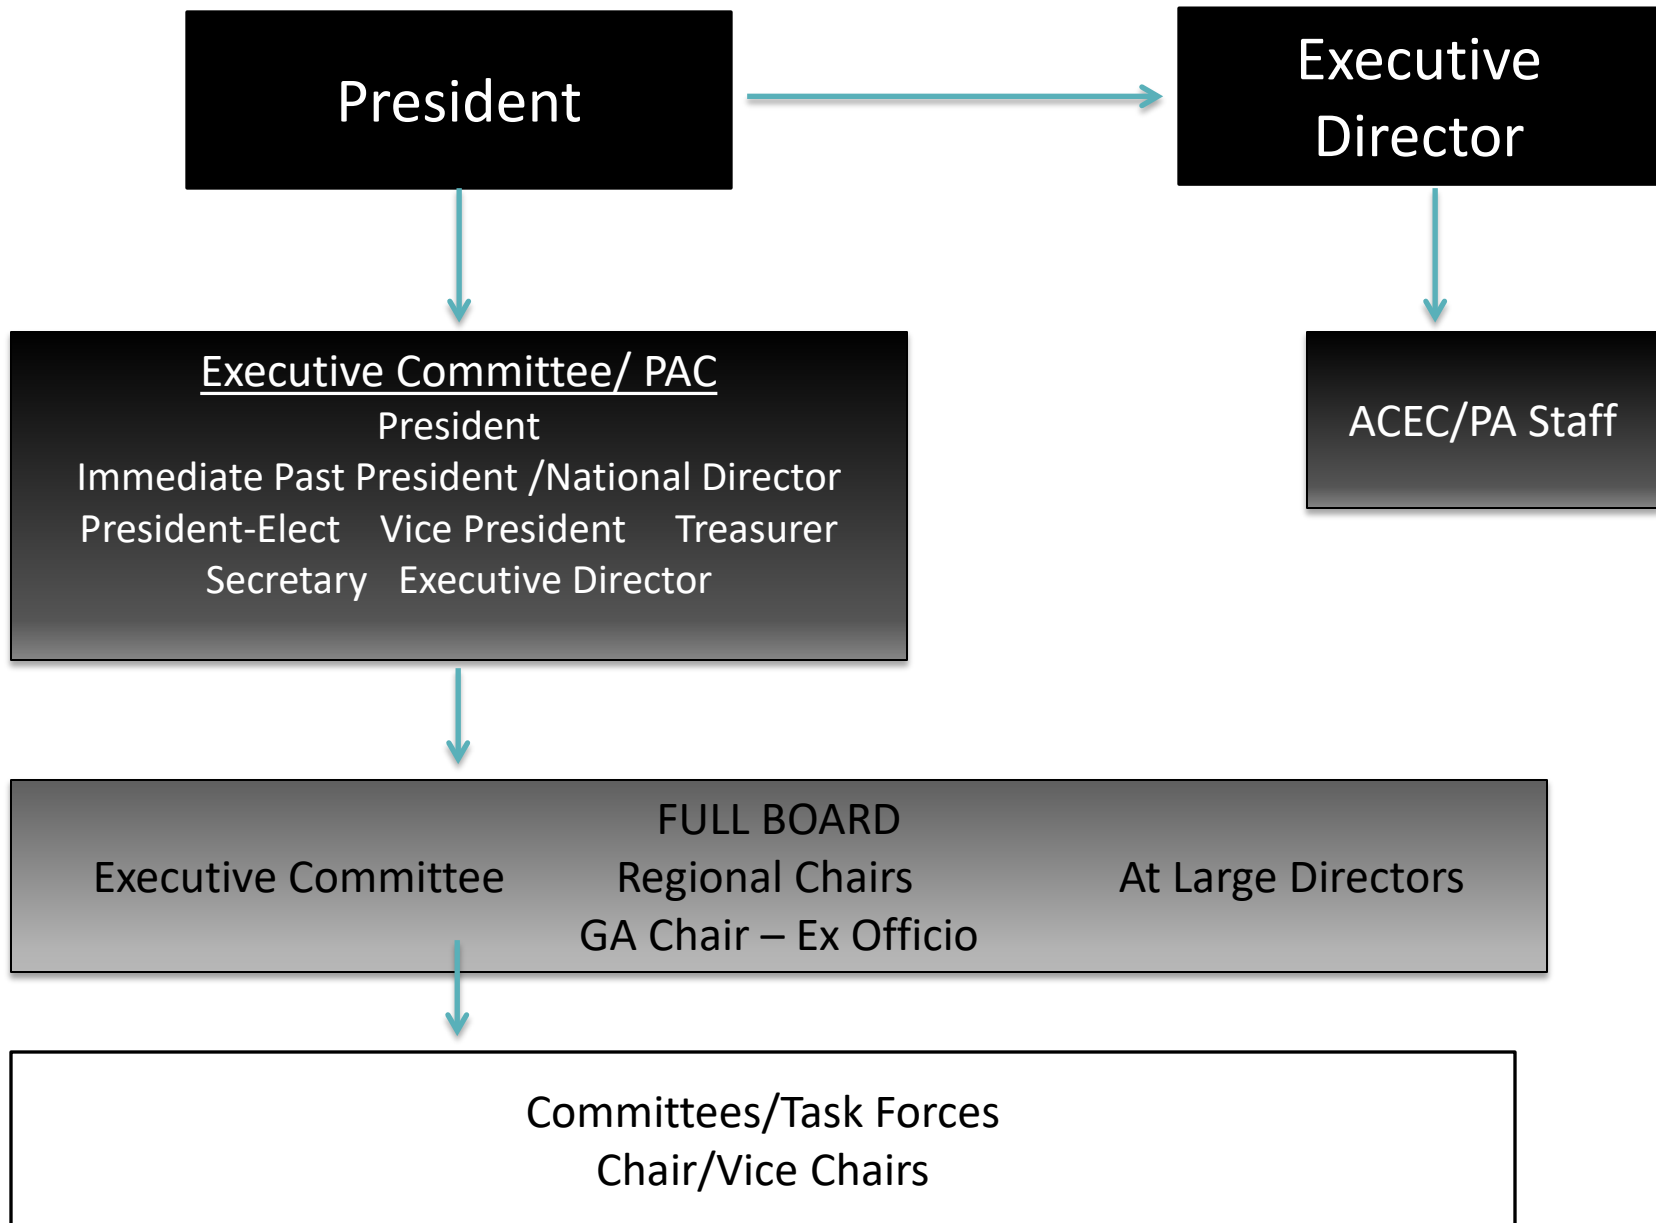 President
Executive
Director
Executive Committee/ PAC
President
Immediate Past President /National Director
President-Elect Vice President Treasurer
Secretary Executive Director
ACEC/PA Staff
FULL BOARD
Executive Committee Regional Chairs At Large Directors
GA Chair – Ex Officio
Committees/Task Forces
Chair/Vice Chairs